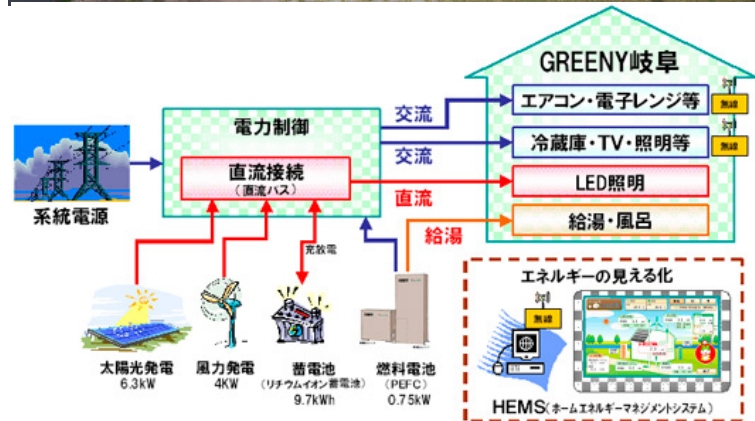 GREENY岐阜
エアコン・電子レンジ等
無線
冷蔵庫・TV・照明等
無線
LED照明
給湯・風呂
電力制御
直流接続
(直流バス)
交流
交流
直流
給湯
系統電源
充放電
太陽光発電
6.3kW
風力発電
4KW
蓄電池
(リチウムイオン蓄電池)
9.7kWh
燃料電池
(PEFC)
0.75kW
エネルギーの見える化
無線
HEMS(ホームエネルギーマネジメントシステム)